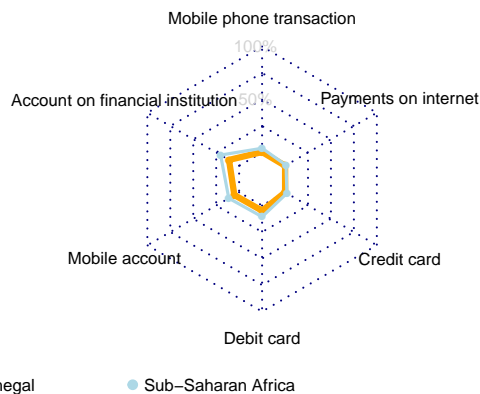 Mobile phone transaction
100%
Account on financial institution
50%
Payments on internet
Mobile account
Credit card
Debit card
negal
Sub−Saharan Africa